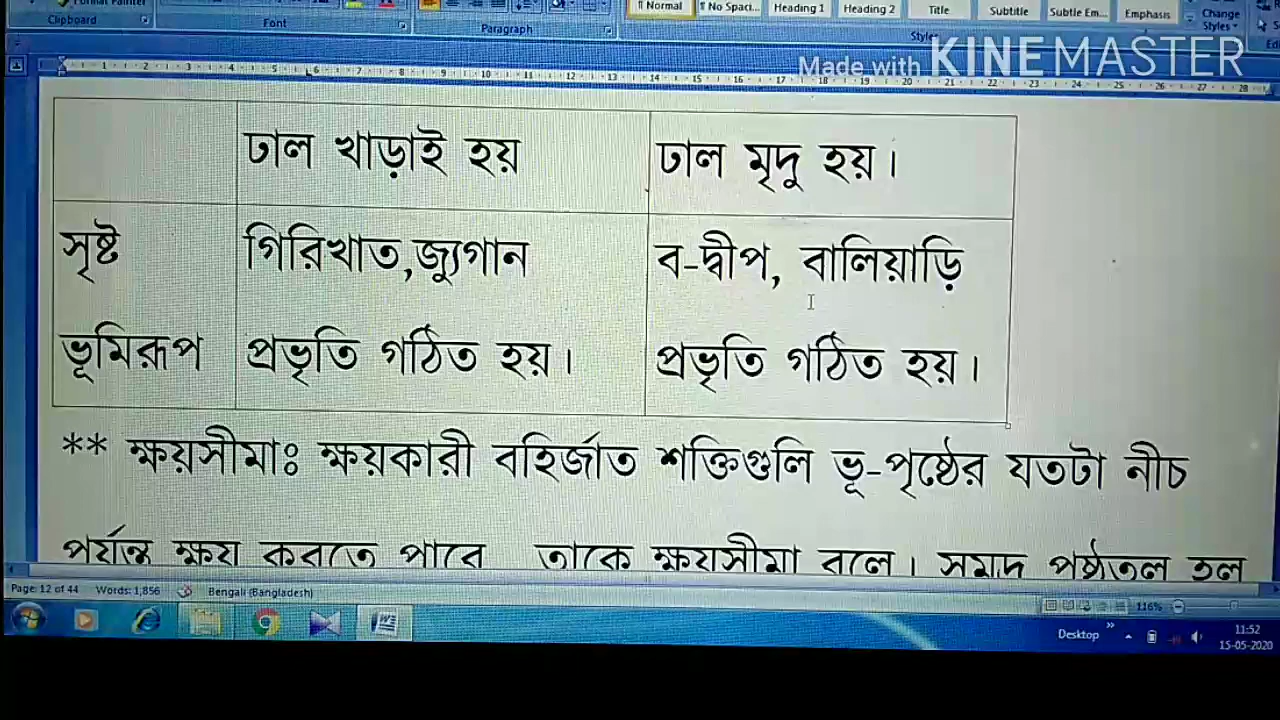 Format Painter
Clipboard
Font
Paragraph
¶ Normal
¶ No Spaci...
Heading 1
Heading 2
Title
Subtitle
Subtle Em...
Emphasis
Change
Styles
Made with KINEMASTER
ঢাল খাড়াই হয়
ঢাল মৃদু হয়।
সৃষ্ট
ভূমিরূপ
গিরিখাত,জ্যুগান
প্রভৃতি গঠিত হয়।
ব-দ্বীপ, বালিয়াড়ি
প্রভৃতি গঠিত হয়।
** ক্ষয়সীমাঃ ক্ষয়কারী বহির্জাত শক্তিগুলি ভূ-পৃষ্ঠের যতটা নীচ
পর্যন্ত ক্ষয় করতে পারে তাকে ক্ষয়সীমা বলে। সমুদ্র পৃষ্ঠতল হল
Page: 12 of 44
Words: 1,856
Bengali (Bangladesh)
116%
Desktop
11:52
15-05-2020